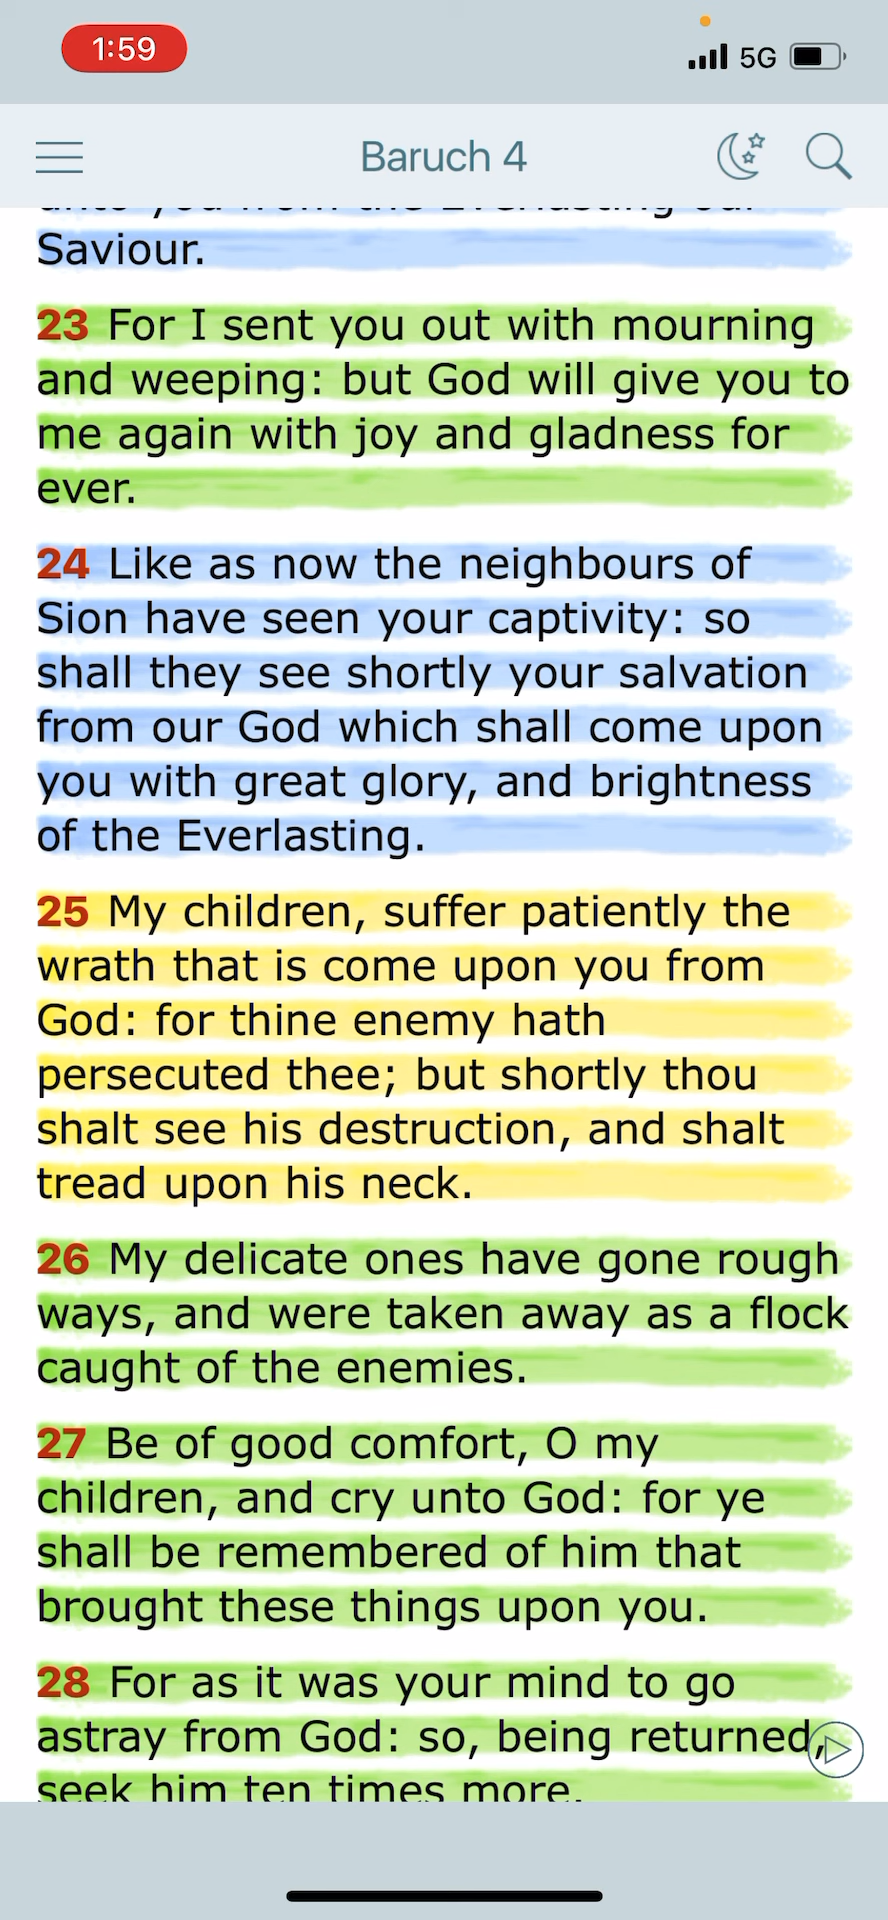 1:59
5G
Baruch 4
unto you from the Everlasting our
Saviour.
23 For I sent you out with mourning
and weeping: but God will give you to
me again with joy and gladness for
ever.
24 Like as now the neighbours of
Sion have seen your captivity: so
shall they see shortly your salvation
from our God which shall come upon
you with great glory, and brightness
of the Everlasting.
25 My children, suffer patiently the
wrath that is come upon you from
God: for thine enemy hath
persecuted thee; but shortly thou
shalt see his destruction, and shalt
tread upon his neck.
26 My delicate ones have gone rough
ways, and were taken away as a flock
caught of the enemies.
27 Be of good comfort, O my
children, and cry unto God: for ye
shall be remembered of him that
brought these things upon you.
28 For as it was your mind to go
astray from God: so, being returned,
seek him ten times more.